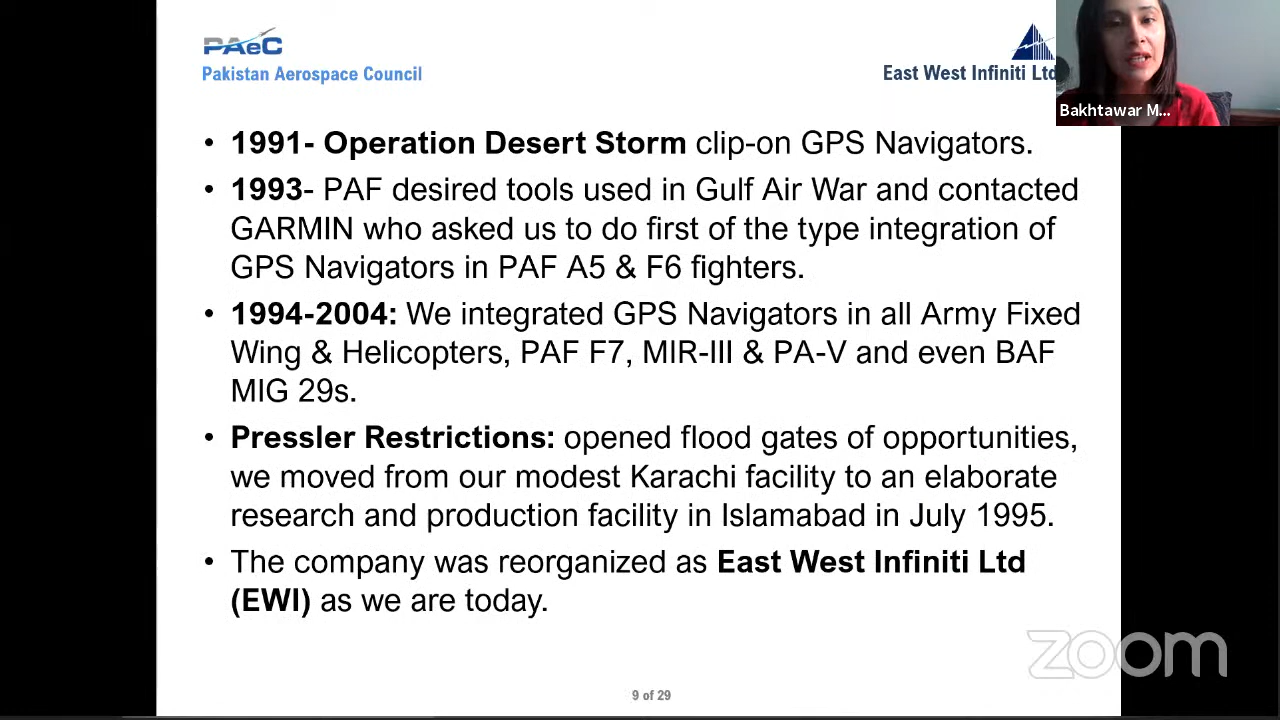 PAeC
Pakistan Aerospace Council
East West Infiniti Ltd
Bakhtawar M...
• 1991- Operation Desert Storm clip-on GPS Navigators.
• 1993- PAF desired tools used in Gulf Air War and contacted
GARMIN who asked us to do first of the type integration of
GPS Navigators in PAF A5 & F6 fighters.
• 1994-2004: We integrated GPS Navigators in all Army Fixed
Wing & Helicopters, PAF F7, MIR-III & PA-V and even BAF
MIG 29s.
• Pressler Restrictions: opened flood gates of opportunities,
we moved from our modest Karachi facility to an elaborate
research and production facility in Islamabad in July 1995.
• The company was reorganized as East West Infiniti Ltd
(EWI) as we are today.
zoom
9 of 29